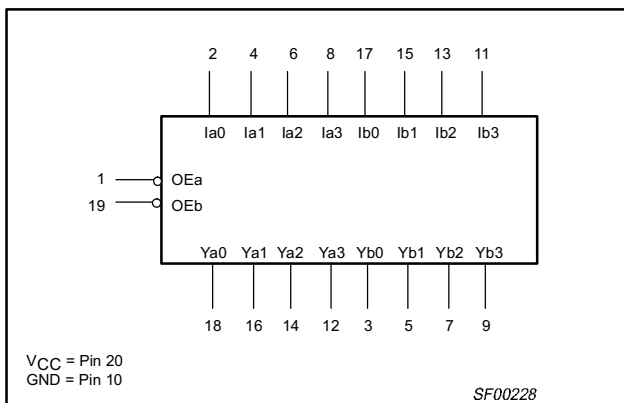 2 4 6 8 17 15 13 11
Ia0 Ia1 Ia2 Ia3 Ib0 Ib1 Ib2 Ib3
1 OEa
19 OEb
Ya0 Ya1 Ya2 Ya3 Yb0 Yb1 Yb2 Yb3
18 16 14 12 3 5 7 9
VCC = Pin 20
GND = Pin 10
SF00228